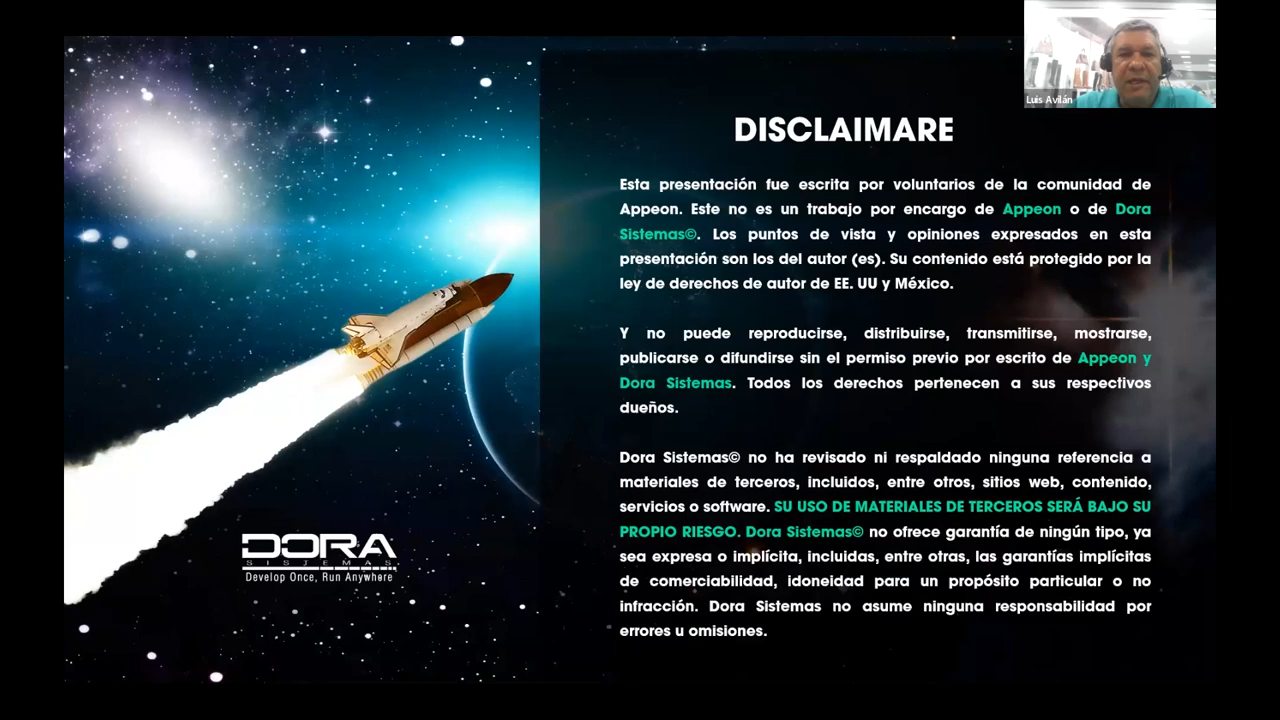 Luis Avilán
DISCLAIMARE
Esta presentación fue escrita por voluntarios de la comunidad de
Appeon. Este no es un trabajo por encargo de Appeon o de Dora
Sistemas©. Los puntos de vista y opiniones expresados en esta
presentación son los del autor (es). Su contenido está protegido por la
ley de derechos de autor de EE. UU y México.
Y no puede reproducirse, distribuirse, transmitirse, mostrarse,
publicarse o difundirse sin el permiso previo por escrito de Appeon y
Dora Sistemas. Todos los derechos pertenecen a sus respectivos
dueños.
Dora Sistemas© no ha revisado ni respaldado ninguna referencia a
materiales de terceros, incluidos, entre otros, sitios web, contenido,
servicios o software. SU USO DE MATERIALES DE TERCEROS SERÁ BAJO SU
PROPIO RIESGO. Dora Sistemas© no ofrece garantía de ningún tipo, ya
sea expresa o implícita, incluidas, entre otras, las garantías implícitas
de comerciabilidad, idoneidad para un propósito particular o no
infracción. Dora Sistemas no asume ninguna responsabilidad por
errores u omisiones.
DORA
SISTEMAS
Develop Once, Run Anywhere